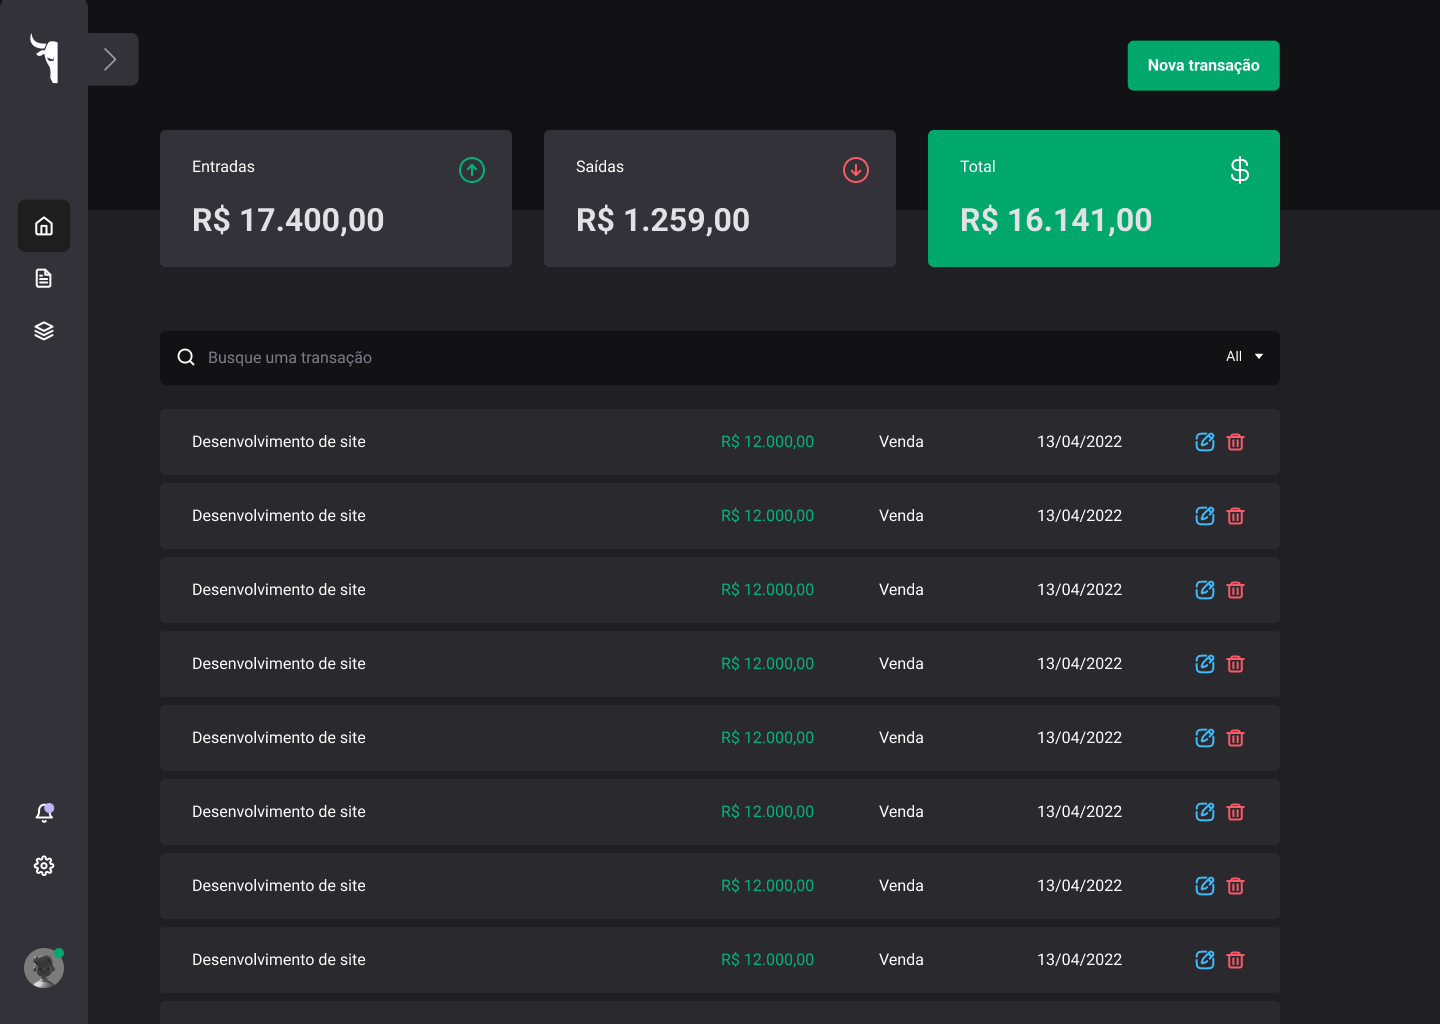 Nova transação
Entradas
R$ 17.400,00
Saídas
R$ 1.259,00
Total
$
R$ 16.141,00
Busque uma transação All
Desenvolvimento de site R$ 12.000,00 Venda 13/04/2022
Desenvolvimento de site R$ 12.000,00 Venda 13/04/2022
Desenvolvimento de site R$ 12.000,00 Venda 13/04/2022
Desenvolvimento de site R$ 12.000,00 Venda 13/04/2022
Desenvolvimento de site R$ 12.000,00 Venda 13/04/2022
Desenvolvimento de site R$ 12.000,00 Venda 13/04/2022
Desenvolvimento de site R$ 12.000,00 Venda 13/04/2022
Desenvolvimento de site R$ 12.000,00 Venda 13/04/2022